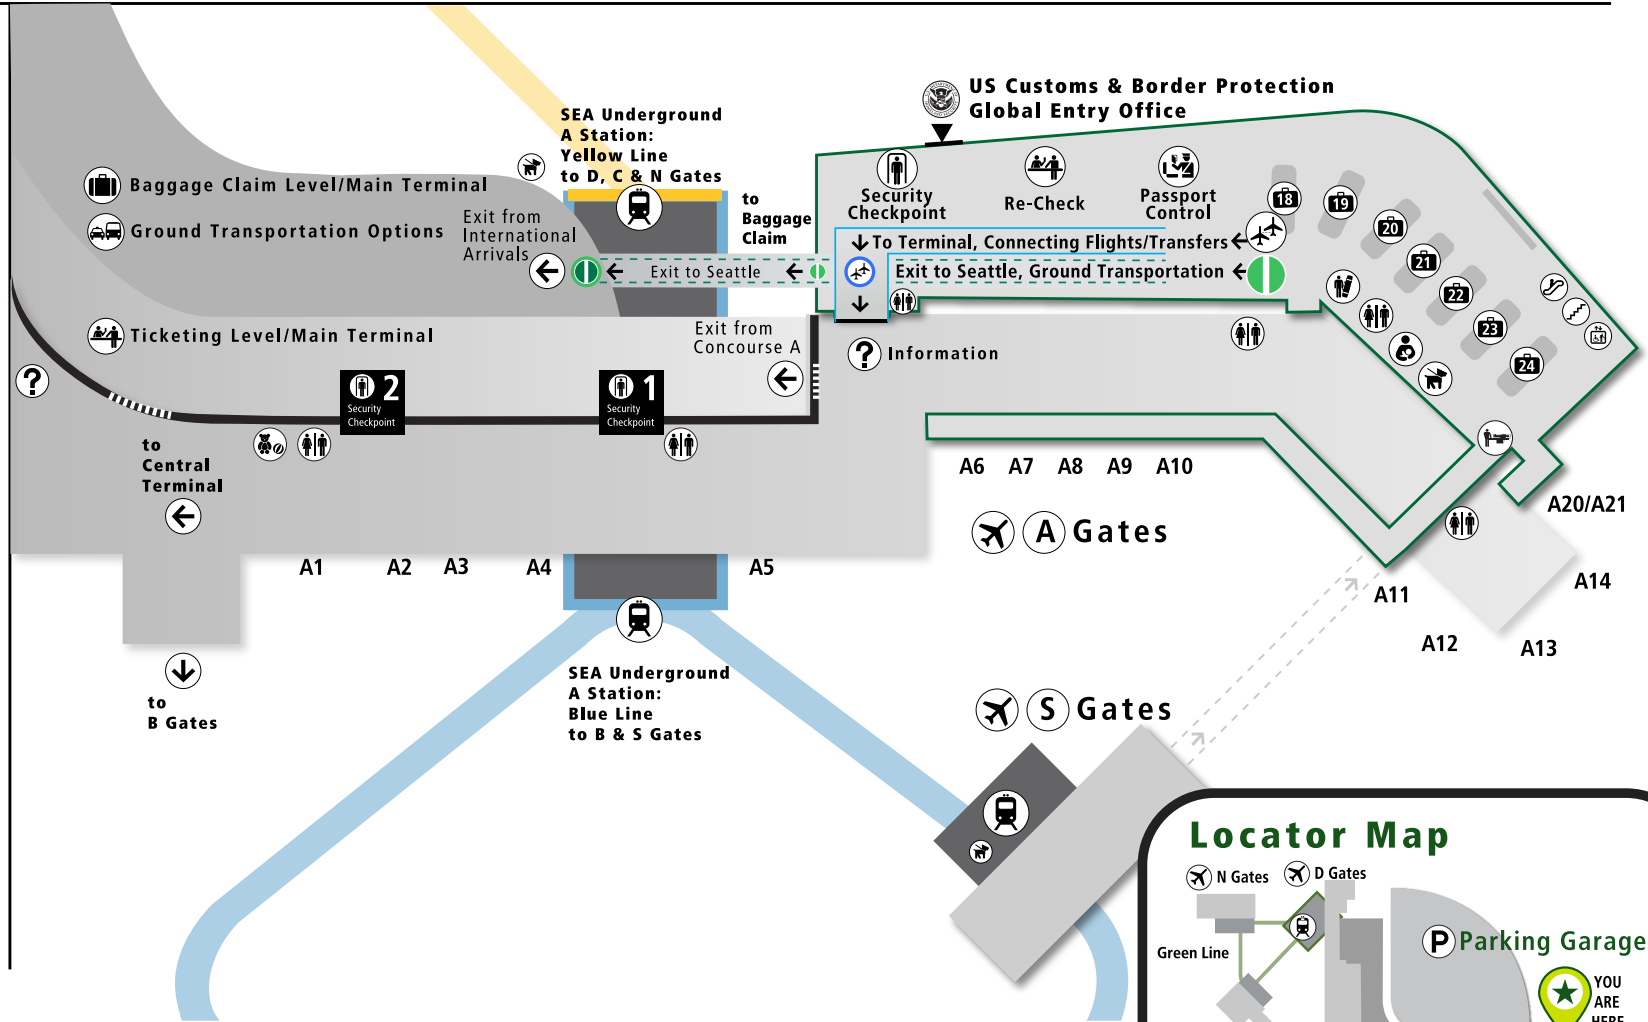 US Customs & Border Protection
Global Entry Office
SEA Underground
A Station:
Yellow Line
to D, C & N Gates
Baggage Claim Level/Main Terminal
Ground Transportation Options
Exit from
International
Arrivals
to
Baggage
Claim
Security
Checkpoint
Re-Check
Passport
Control
18
19
20
21
22
23
24
To Terminal, Connecting Flights/Transfers
Exit to Seattle
Exit to Seattle, Ground Transportation
Ticketing Level/Main Terminal
Exit from
Concourse A
? Information
?
2
Security
Checkpoint
1
Security
Checkpoint
to
Central
Terminal
A6 A7 A8 A9 A10
A20/A21
A Gates
A1 A2 A3 A4 A5
A14
A11
A12
A13
to
B Gates
SEA Underground
A Station:
Blue Line
to B & S Gates
S Gates
Locator Map
N Gates
D Gates
Green Line
P Parking Garage
YOU
ARE
HERE